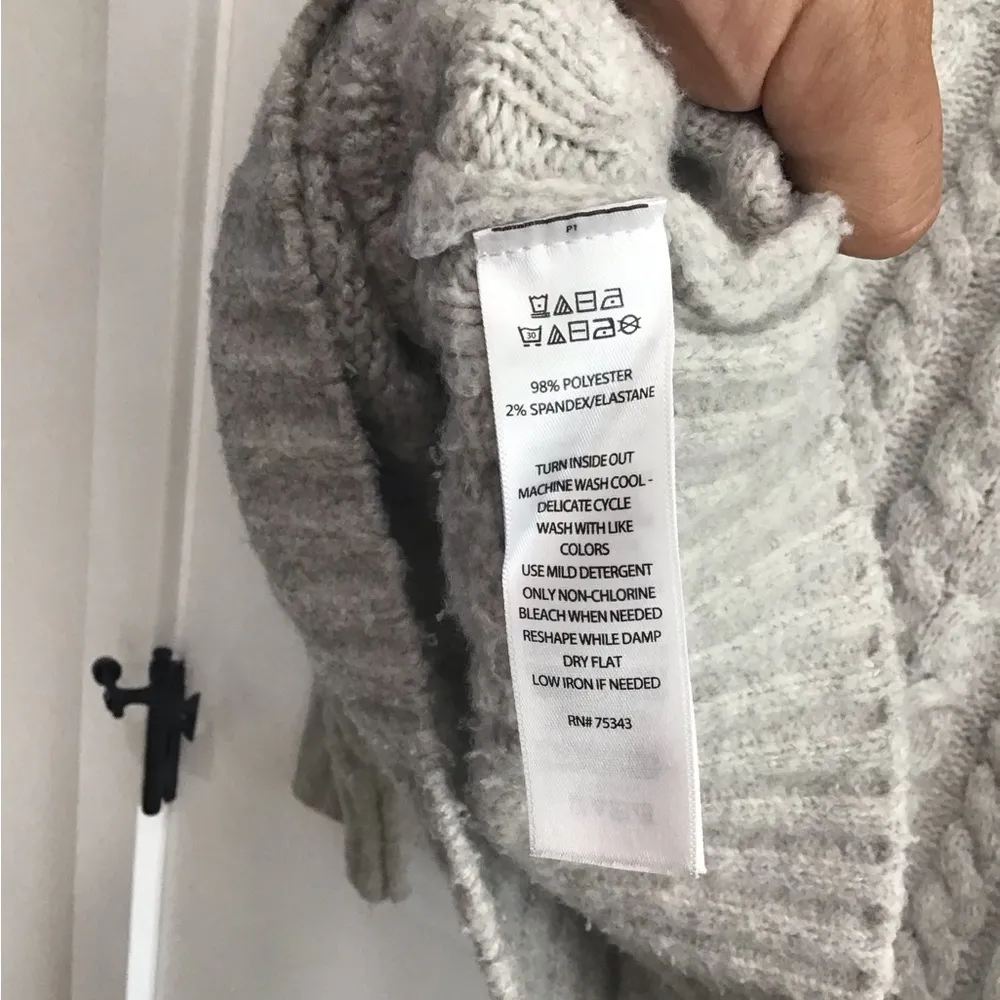 P1
30
98% POLYESTER
2% SPANDEX/ELASTANE
TURN INSIDE OUT
MACHINE WASH COOL -
DELICATE CYCLE
WASH WITH LIKE
COLORS
USE MILD DETERGENT
ONLY NON-CHLORINE
BLEACH WHEN NEEDED
RESHAPE WHILE DAMP
DRY FLAT
LOW IRON IF NEEDED
RN# 75343